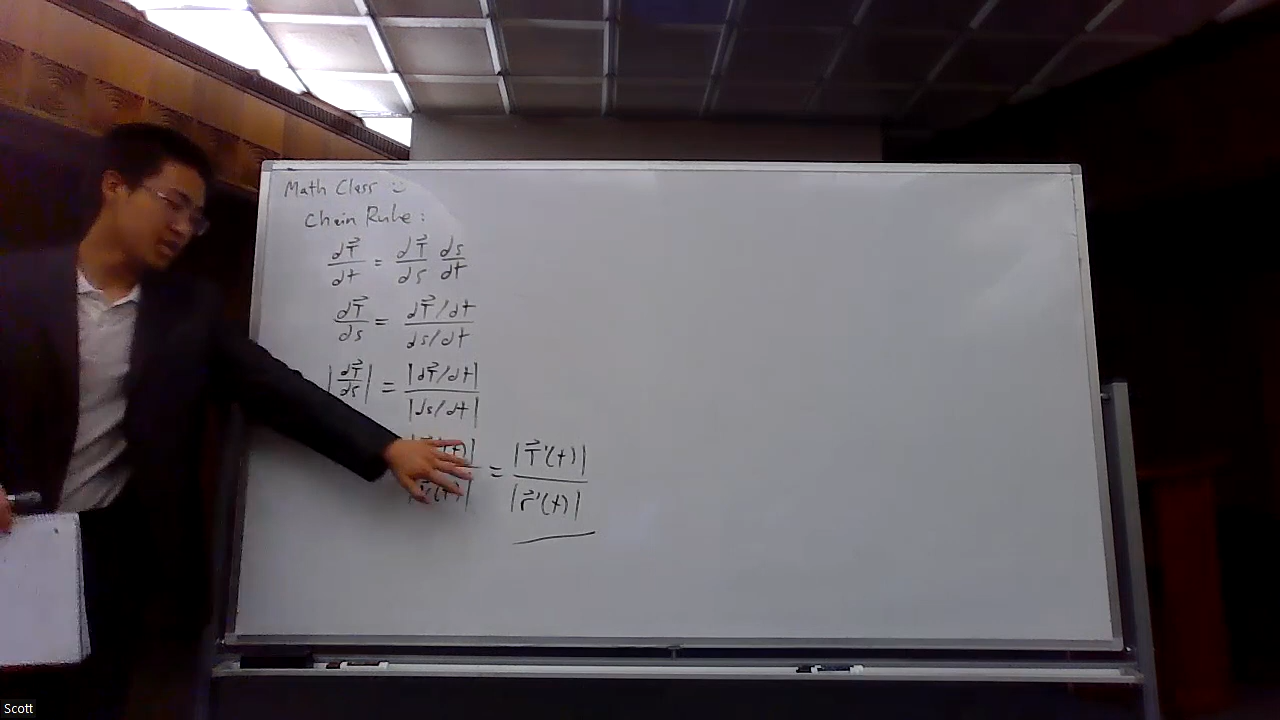 Math Class :)
Chain Rule:
dT⃗/dt = dT⃗/ds ds/dt
dT⃗/ds = (dT⃗/dt)/(ds/dt)
|dT⃗/ds| = |dT⃗/dt|/|ds/dt|
= |T⃗'(t)|/|r⃗'(t)|
Scott